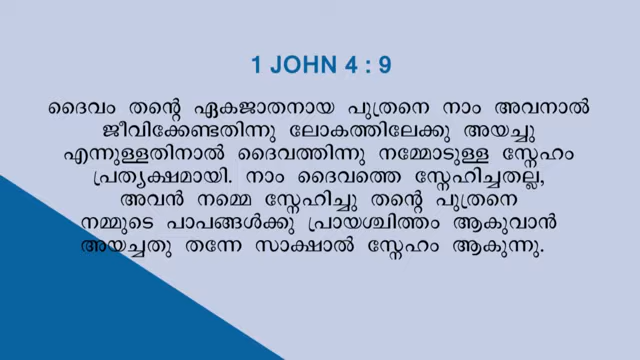 1 JOHN 4 : 9
ദൈവം തന്റെ ഏകജാതനായ പുത്രനെ നാം അവനാൽ
ജീവിക്കേണ്ടതിന്നു ലോകത്തിലേക്കു അയച്ചു
എന്നുള്ളതിനാൽ ദൈവത്തിന്നു നമ്മോടുള്ള സ്നേഹം
പ്രത്യക്ഷമായി. നാം ദൈവത്തെ സ്നേഹിച്ചതല്ല,
അവൻ നമ്മെ സ്നേഹിച്ചു തന്റെ പുത്രനെ
നമ്മുടെ പാപങ്ങൾക്കു പ്രായശ്ചിത്തം ആകുവാൻ
അയച്ചതു തന്നേ സാക്ഷാൽ സ്നേഹം ആകുന്നു.